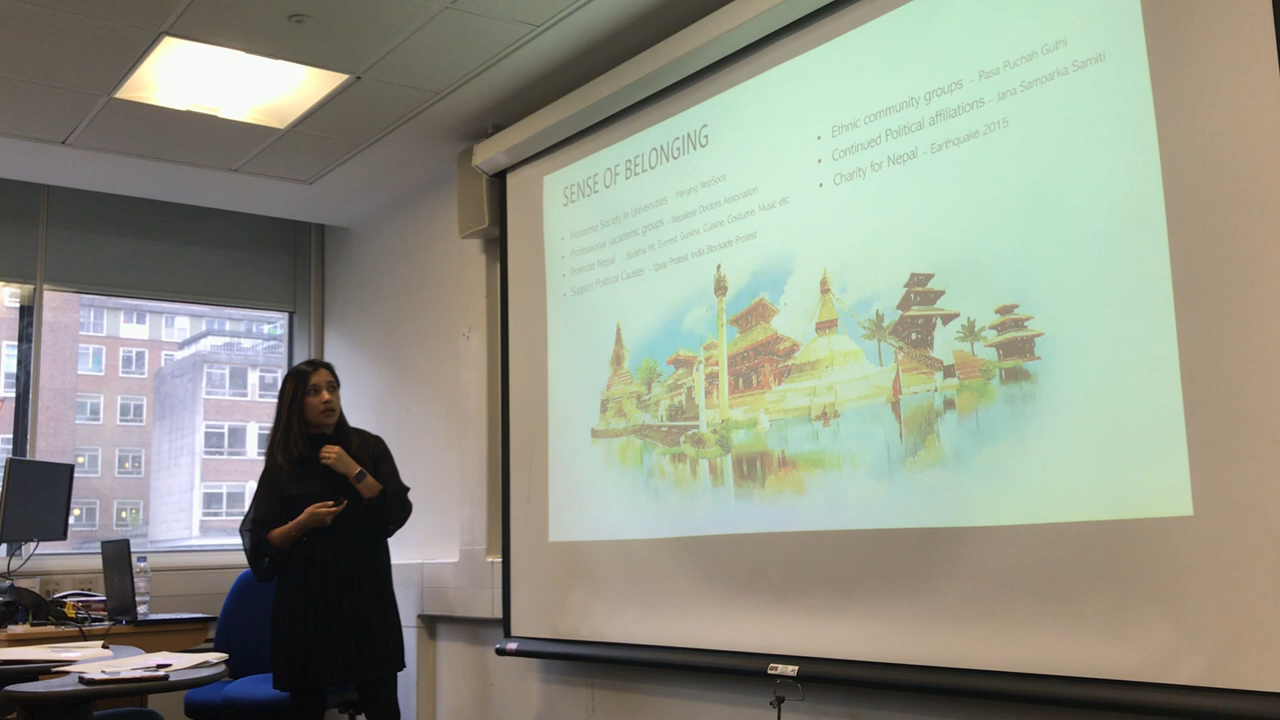 SENSE OF BELONGING
• Nepalese Society in Universities – Merging NepSocs
• Professional /academic groups – Nepalese Doctors Association
• Promote Nepal – Buddha, Mt. Everest, Gurkha, Cuisine, Costume, Music etc
• Support Political Causes – Qatar Protest, India Blockade Protest
• Ethnic community groups – Pasa Puchah Guthi
• Continued Political affiliations – Jana Samparka Samiti
• Charity for Nepal – Earthquake 2015